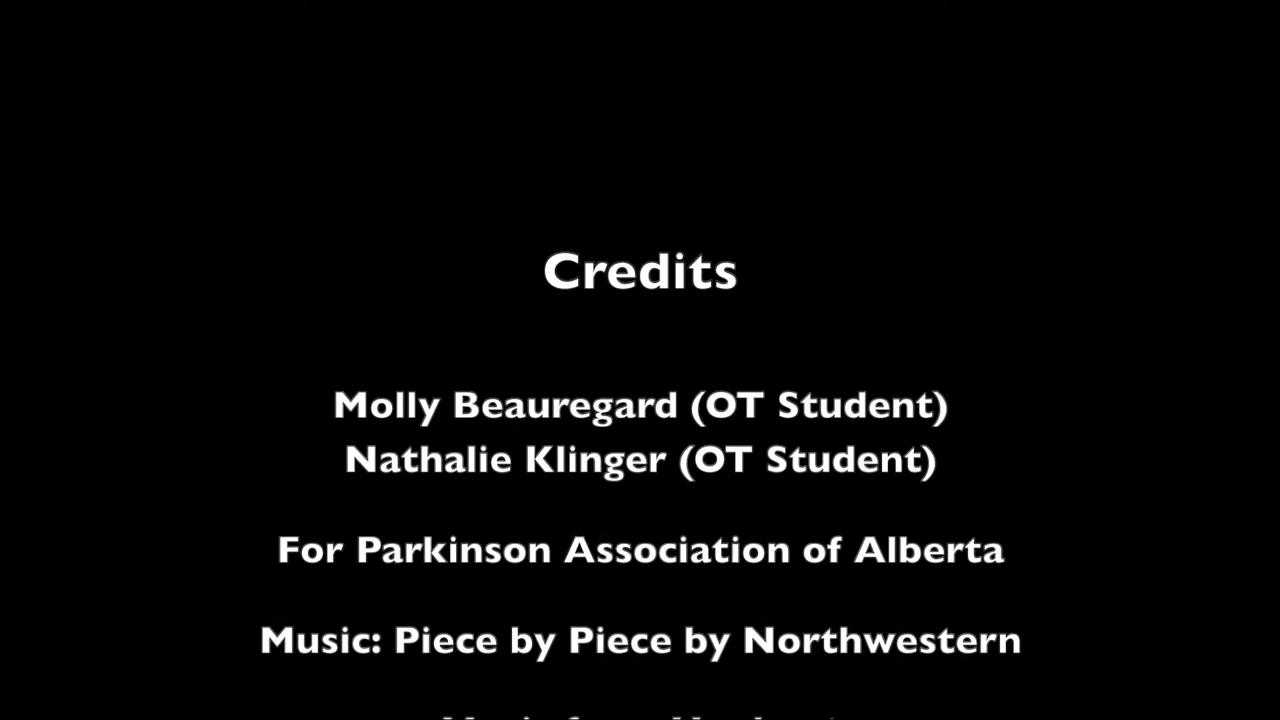 Credits
Molly Beauregard (OT Student)
Nathalie Klinger (OT Student)
For Parkinson Association of Alberta
Music: Piece by Piece by Northwestern